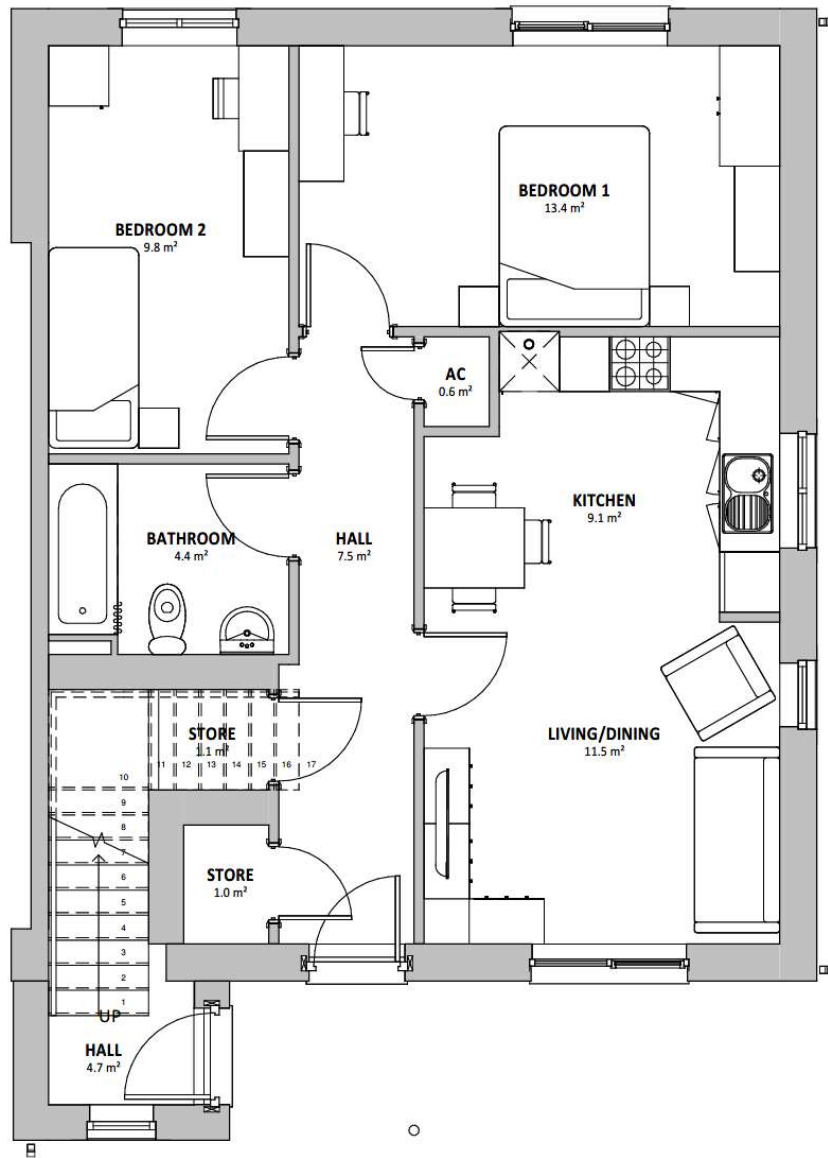 BEDROOM 1
13.4 m²
BEDROOM 2
9.8 m²
AC
0.6 m²
KITCHEN
9.1 m²
BATHROOM
4.4 m²
HALL
7.5 m²
STORE
1.1 m²
11 12 13 14 15 16 17
LIVING/DINING
11.5 m²
10
9
8
7
6
5
4
3
2
1
STORE
1.0 m²
UP
HALL
4.7 m²